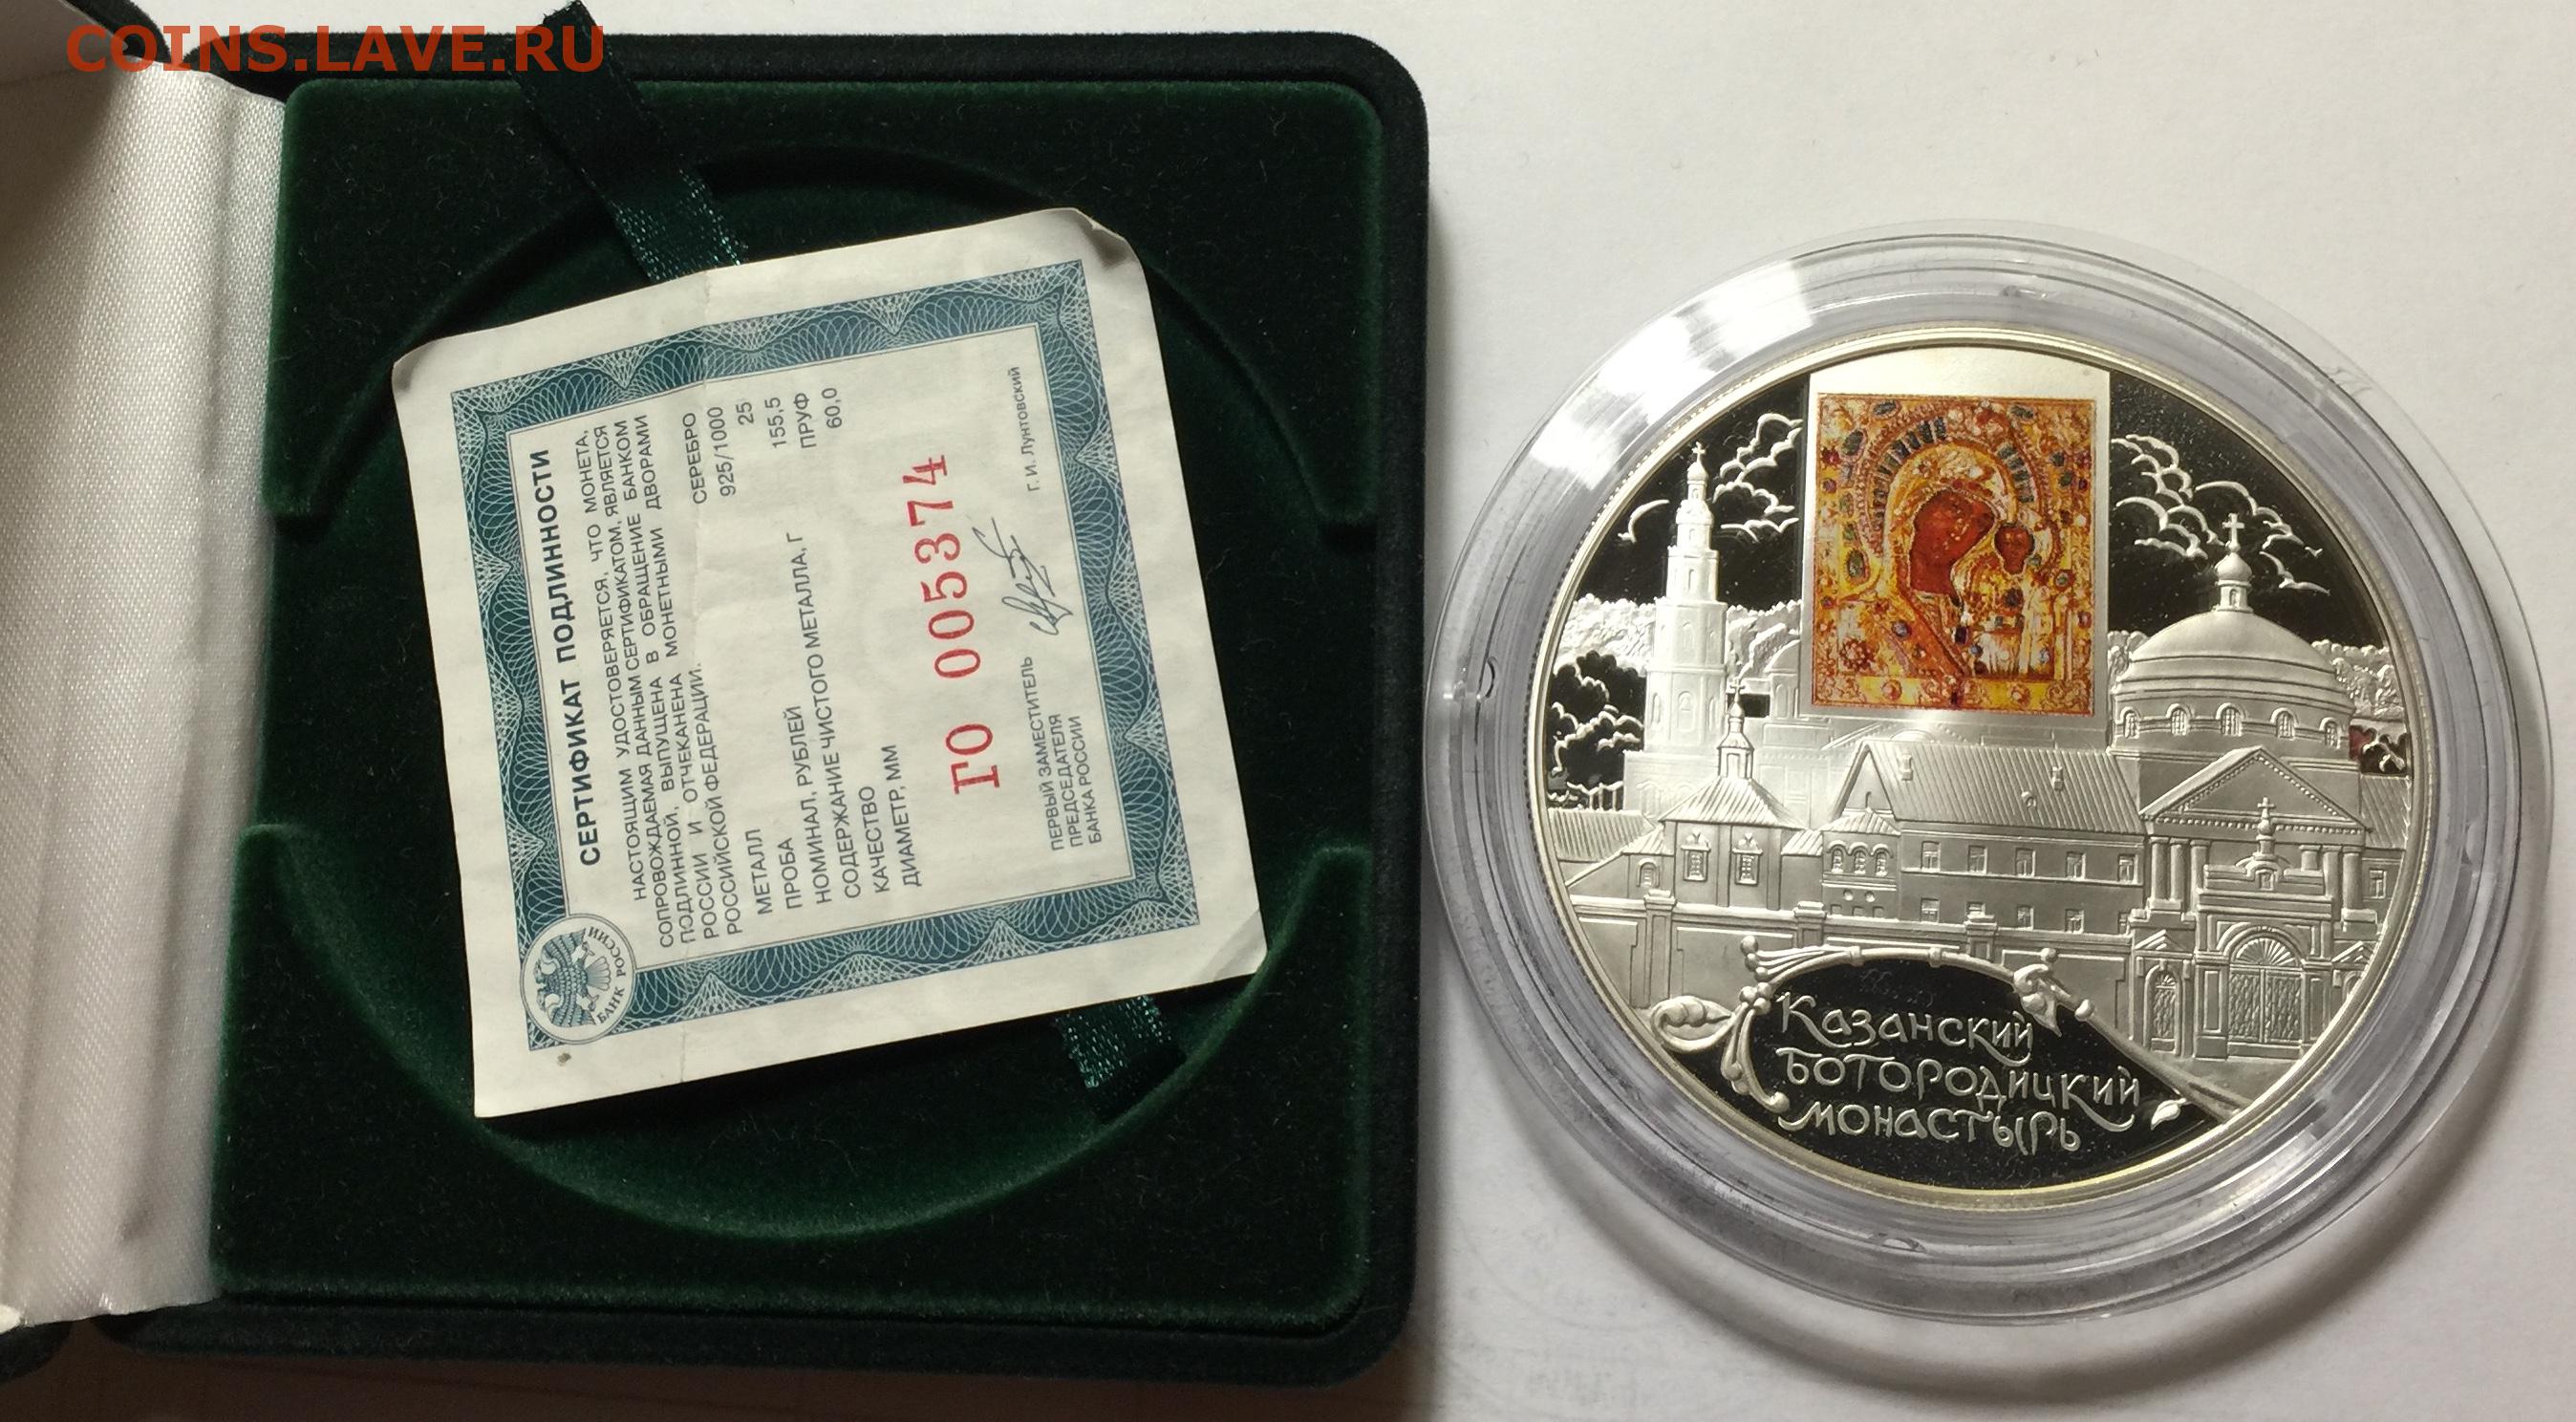 COINS.LAVE.RU
СЕРТИФИКАТ ПОДЛИННОСТИ
НАСТОЯЩИМ УДОСТОВЕРЯЕТСЯ, ЧТО МОНЕТА,
СОПРОВОЖДАЕМАЯ ДАННЫМ СЕРТИФИКАТОМ, ЯВЛЯЕТСЯ
ПОДЛИННОЙ, ВЫПУЩЕНА В ОБРАЩЕНИЕ БАНКОМ
РОССИИ И ОТЧЕКАНЕНА МОНЕТНЫМИ ДВОРАМИ
РОССИЙСКОЙ ФЕДЕРАЦИИ.
МЕТАЛЛ СЕРЕБРО
ПРОБА 925/1000
НОМИНАЛ, РУБЛЕЙ 25
СОДЕРЖАНИЕ ЧИСТОГО МЕТАЛЛА, Г 155,5
КАЧЕСТВО ПРУФ
ДИАМЕТР, ММ 60,0
ГО 005374
ПЕРВЫЙ ЗАМЕСТИТЕЛЬ
ПРЕДСЕДАТЕЛЯ
БАНКА РОССИИ
Г. И. Лунтовский
БАНК РОССИИ
Казанский
Богородицкий
монастырь